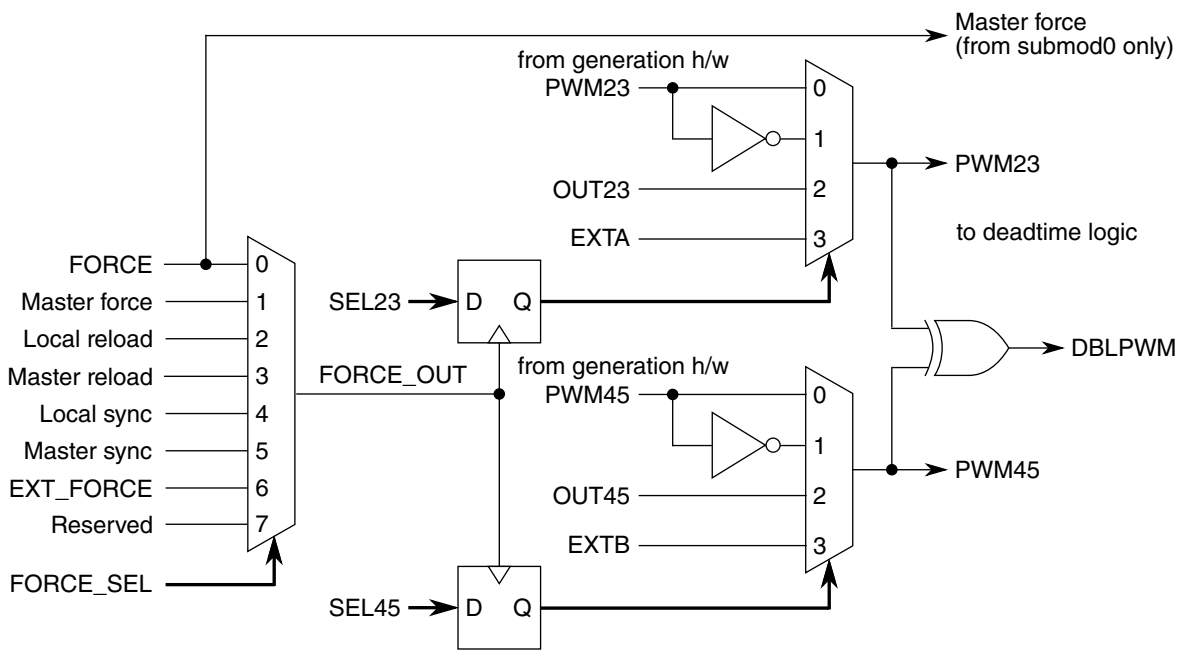 Master force
(from submod0 only)
from generation h/w
PWM23
0
1
OUT23
2
EXTA
3
PWM23
to deadtime logic
FORCE
0
Master force
1
Local reload
2
Master reload
3
Local sync
4
Master sync
5
EXT_FORCE
6
Reserved
7
FORCE_SEL
FORCE_OUT
SEL23
D Q
DBLPWM
from generation h/w
PWM45
0
1
OUT45
2
EXTB
3
PWM45
SEL45
D Q